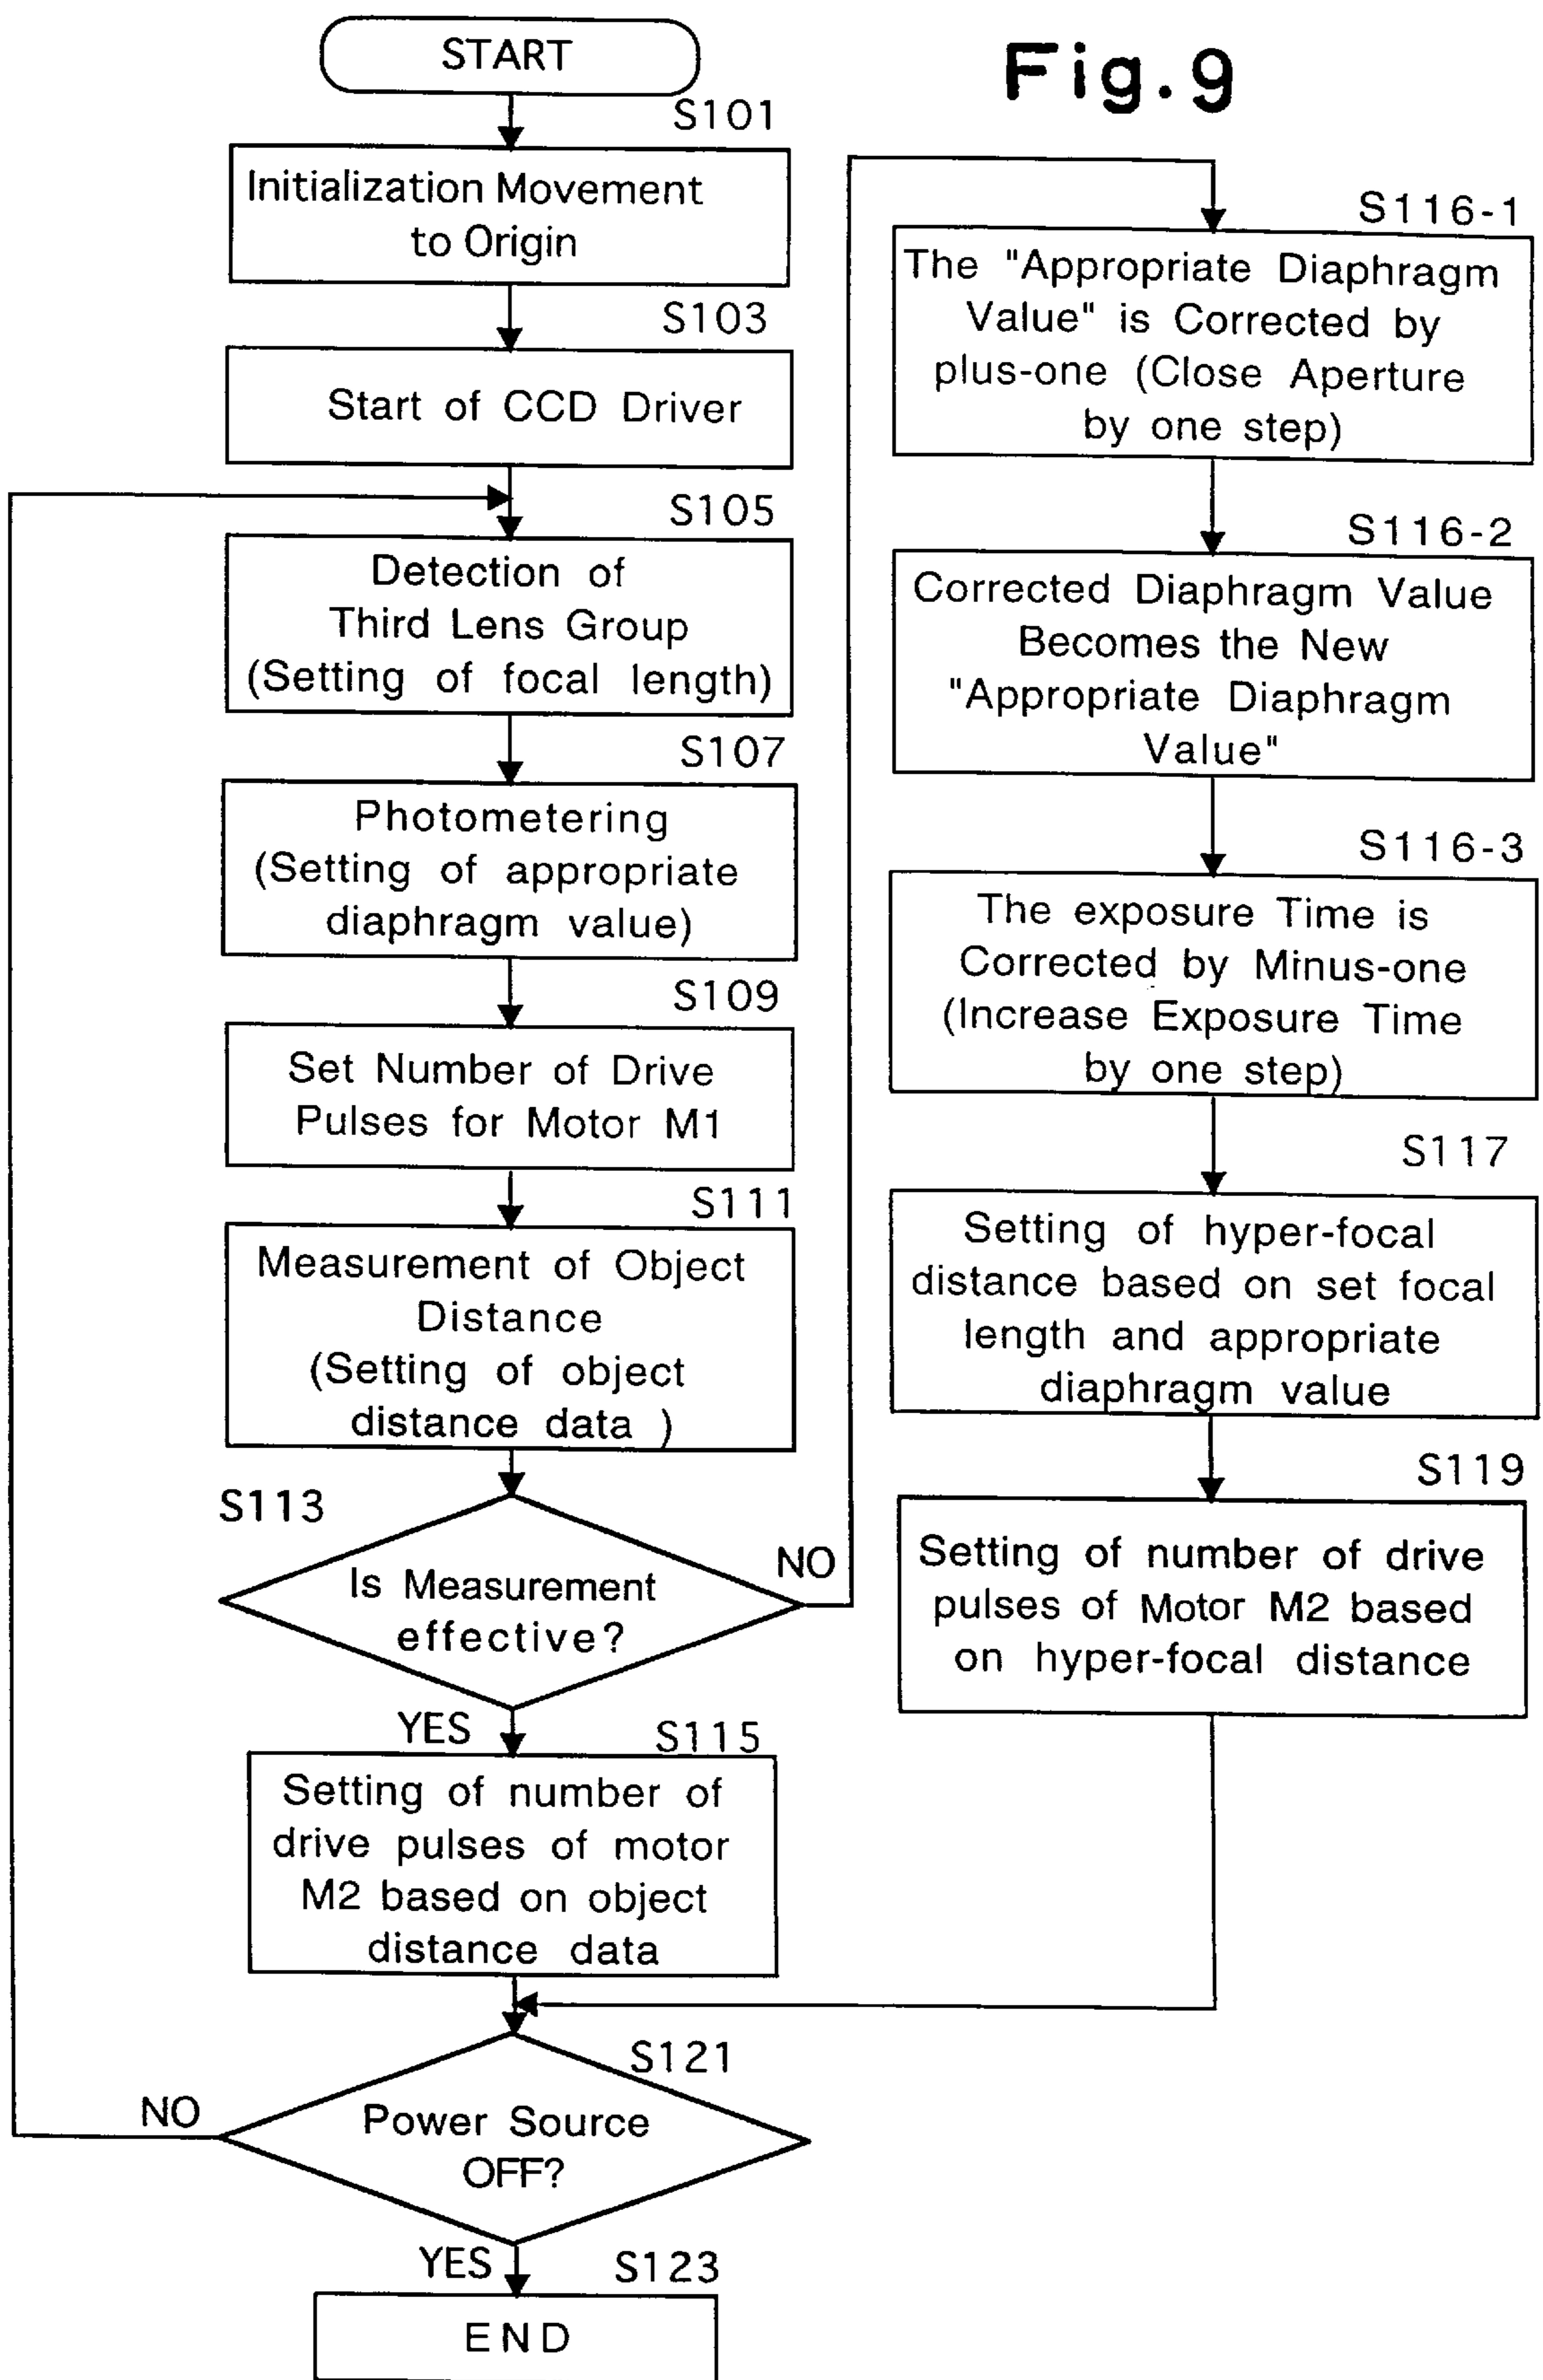 Fig.9
START
S101
Initialization Movement
to Origin
S103
Start of CCD Driver
S105
Detection of
Third Lens Group
(Setting of focal length)
S107
Photometering
(Setting of appropriate
diaphragm value)
S109
Set Number of Drive
Pulses for Motor M1
S111
Measurement of Object
Distance
(Setting of object
distance data )
S113
Is Measurement
effective?
NO
YES
S115
Setting of number of
drive pulses of motor
M2 based on object
distance data
S116-1
The "Appropriate Diaphragm
Value" is Corrected by
plus-one (Close Aperture
by one step)
S116-2
Corrected Diaphragm Value
Becomes the New
"Appropriate Diaphragm
Value"
S116-3
The exposure Time is
Corrected by Minus-one
(Increase Exposure Time
by one step)
S117
Setting of hyper-focal
distance based on set focal
length and appropriate
diaphragm value
S119
Setting of number of drive
pulses of Motor M2 based
on hyper-focal distance
S121
Power Source
OFF?
NO
YES
S123
END